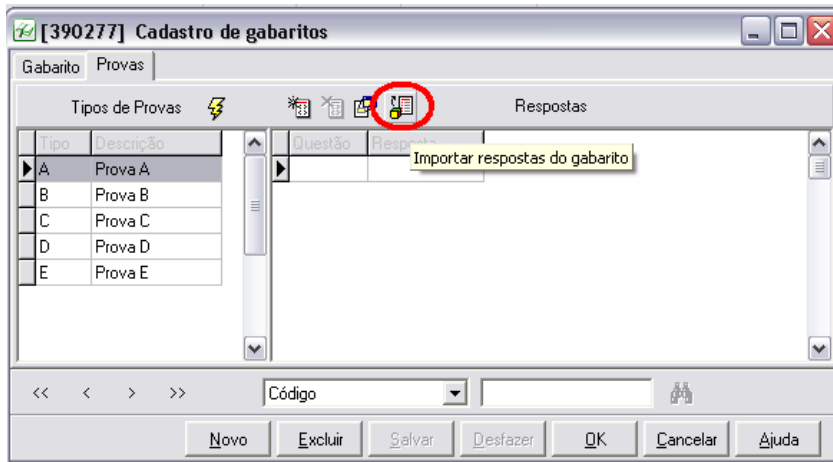 [390277] Cadastro de gabaritos
Gabarito Provas
Tipos de Provas Respostas
Tipo Descrição Questão Resposta
Importar respostas do gabarito
A Prova A
B Prova B
C Prova C
D Prova D
E Prova E
<< < > >> Código
Novo Excluir Salvar Desfazer OK Cancelar Ajuda